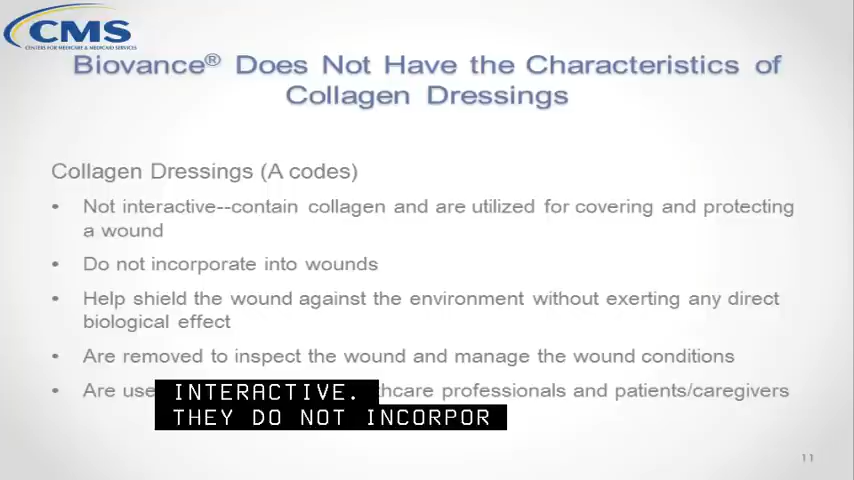 CMS
CENTERS FOR MEDICARE & MEDICAID SERVICES
Biovance® Does Not Have the Characteristics of
Collagen Dressings
Collagen Dressings (A codes)
• Not interactive--contain collagen and are utilized for covering and protecting
a wound
• Do not incorporate into wounds
• Help shield the wound against the environment without exerting any direct
biological effect
• Are removed to inspect the wound and manage the wound conditions
• Are use thcare professionals and patients/caregivers
INTERACTIVE.
THEY DO NOT INCORPOR
11